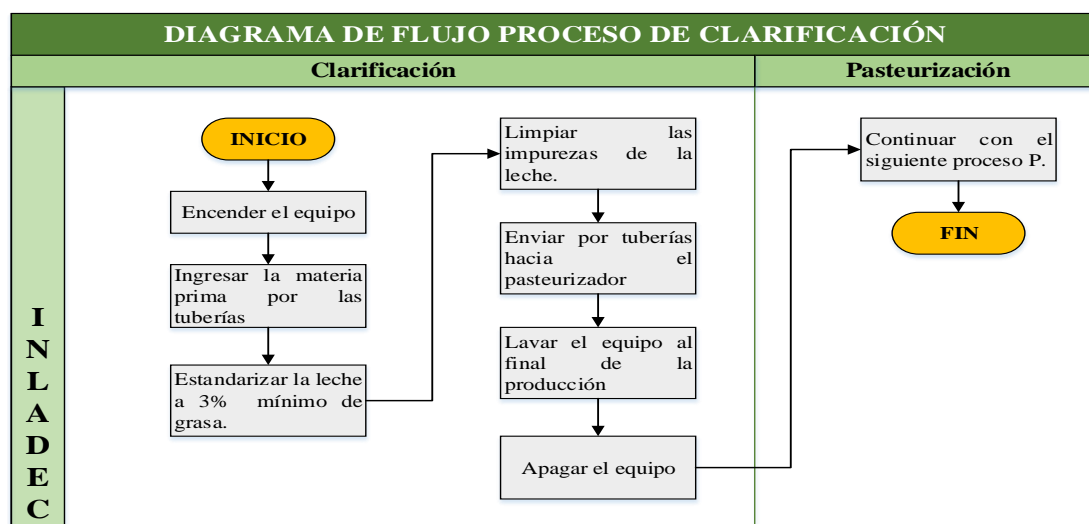 DIAGRAMA DE FLUJO PROCESO DE CLARIFICACIÓN
Clarificación
Pasteurización
I
N
L
A
D
E
C
INICIO
Encender el equipo
Ingresar la materia
prima por las
tuberías
Estandarizar la leche
a 3% mínimo de
grasa.
Limpiar las
impurezas de la
leche.
Enviar por tuberías
hacia el
pasteurizador
Lavar el equipo al
final de la
producción
Apagar el equipo
Continuar con el
siguiente proceso P.
FIN